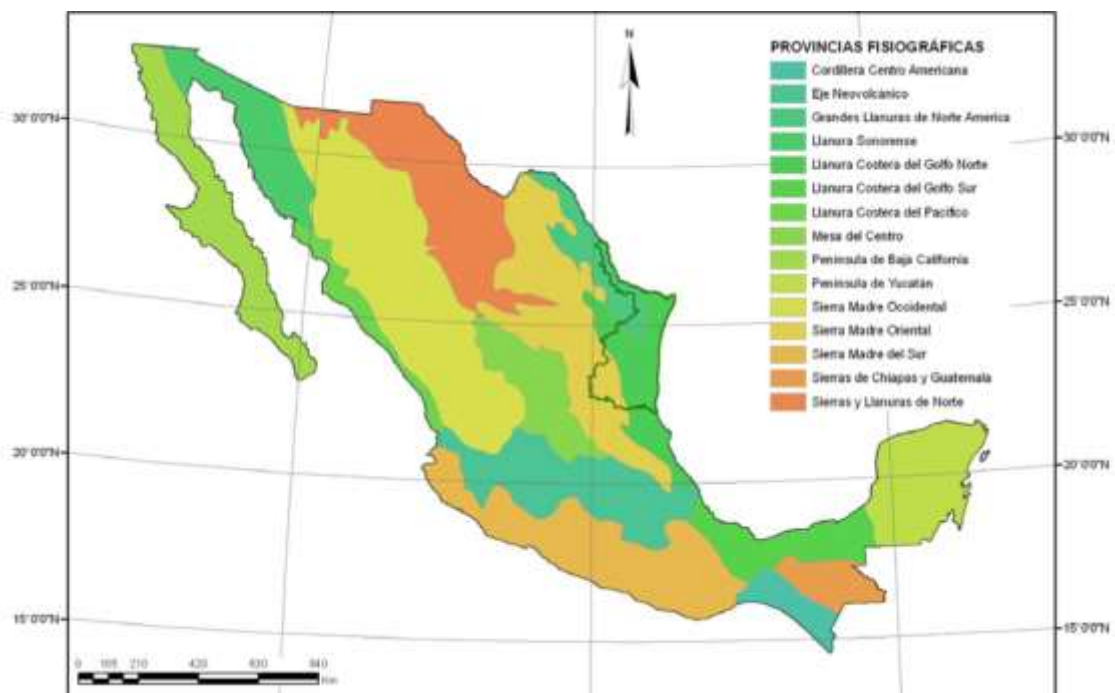 N
PROVINCIAS FISIOGRÁFICAS
Cordillera Centro Americana
Eje Neovolcánico
Grandes Llanuras de Norte America
Llanura Sonorense
Llanura Costera del Golfo Norte
Llanura Costera del Golfo Sur
Llanura Costera del Pacífico
Mesa del Centro
Península de Baja California
Península de Yucatán
Sierra Madre Occidental
Sierra Madre Oriental
Sierra Madre del Sur
Sierras de Chiapas y Guatemala
Sierras y Llanuras de Norte
30°0'0"N
30°0'0"N
25°0'0"N
25°0'0"N
20°0'0"N
20°0'0"N
15°0'0"N
15°0'0"N
0 105 210 420 630 840
Km